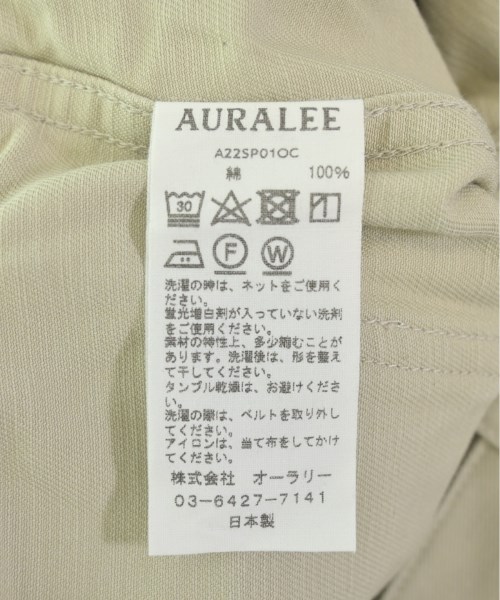 AURALEE
A22SP01OC
綿 100%
30
F W
洗濯の時は、ネットをご使用く
ださい。
蛍光増白剤が入っていない洗剤
をご使用ください。
素材の特性上、多少縮むことが
あります。洗濯後は、形を整え
て干してください。
タンブル乾燥は、お避けくださ
い。
洗濯の際は、ベルトを取り外し
てください。
アイロンは、当て布をしてかけ
てください。
株式会社 オーラリー
03-6427-7141
日本製